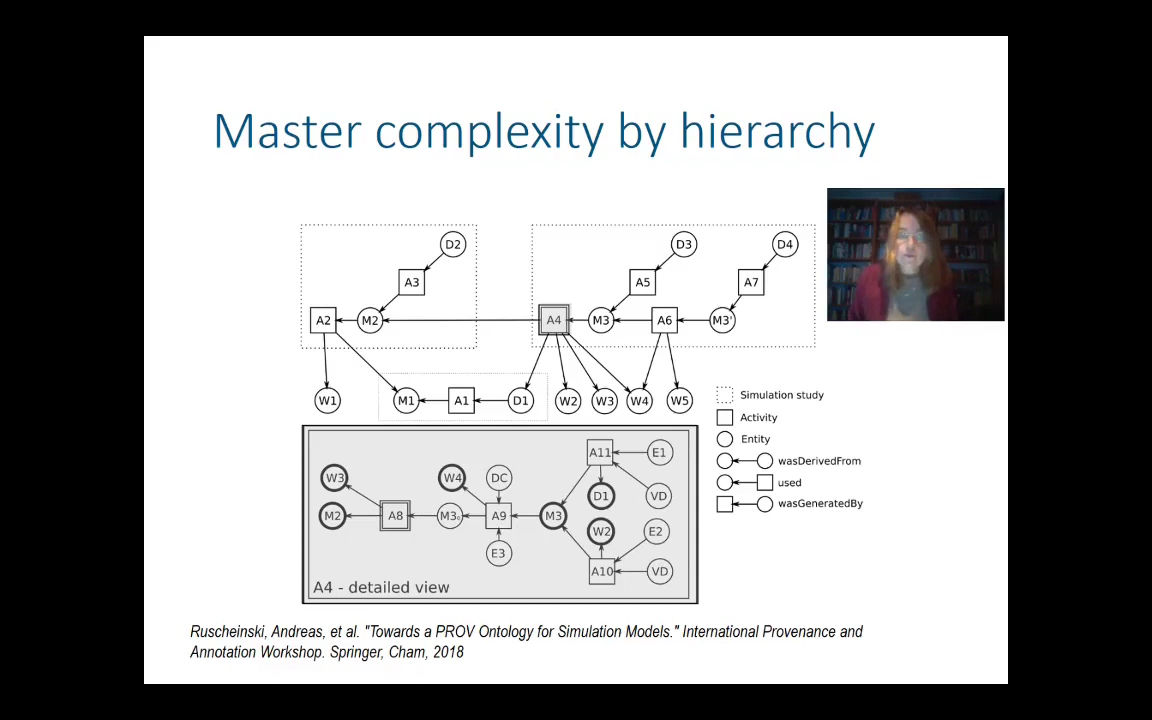 Master complexity by hierarchy
D2 D3 D4
A3 A5 A7
A2 M2 A4 M3 A6 M3'
W1 M1 A1 D1 W2 W3 W4 W5
Simulation study
Activity
Entity
wasDerivedFrom
used
wasGeneratedBy
A11 E1
W3 W4 DC
D1 VD
M2 A8 M3₀ A9 M3
W2 E2
E3
A10 VD
A4 - detailed view
Ruscheinski, Andreas, et al. "Towards a PROV Ontology for Simulation Models." International Provenance and
Annotation Workshop. Springer, Cham, 2018